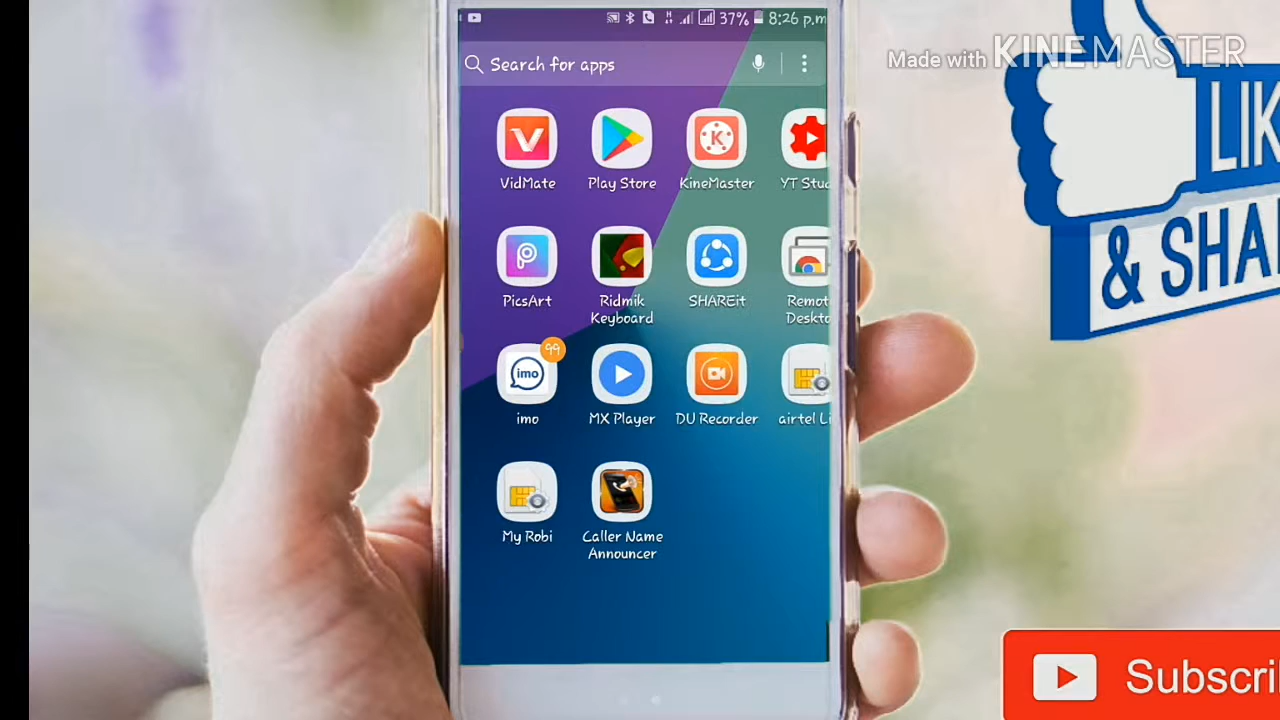 37% 8:26 p.m
Made with KINEMASTER
Search for apps
VidMate Play Store KineMaster YT Stud
PicsArt Ridmik Keyboard SHAREit Remot Deskto
imo
99
imo MX Player DU Recorder airtel Li
My Robi Caller Name Announcer
LIK
& SHA
Subscri